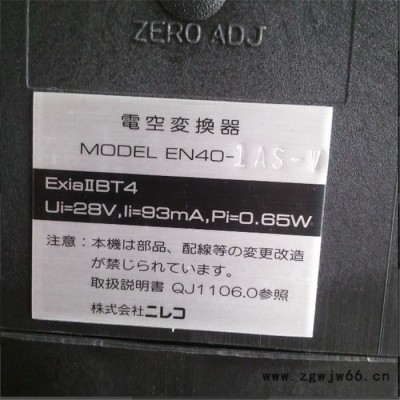 ZERO ADJ
電空変換器
MODEL EN40-1AS-V
ExiaⅡBT4
Ui=28V,Ii=93mA,Pi=0.65W
注意：本機は部品、配線等の変更改造
が禁じられています。
取扱説明書 QJ1106.0参照
株式会社ニレコ
www.zgwjw66.cn